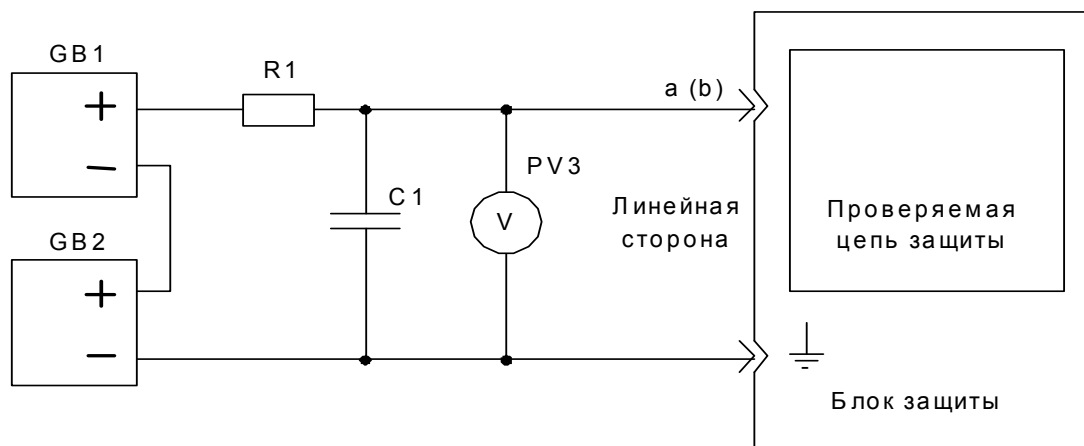 GB1
R1
a (b)
PV3
C1
V
Линейная
сторона
Проверяемая
цепь защиты
GB2
Блок защиты